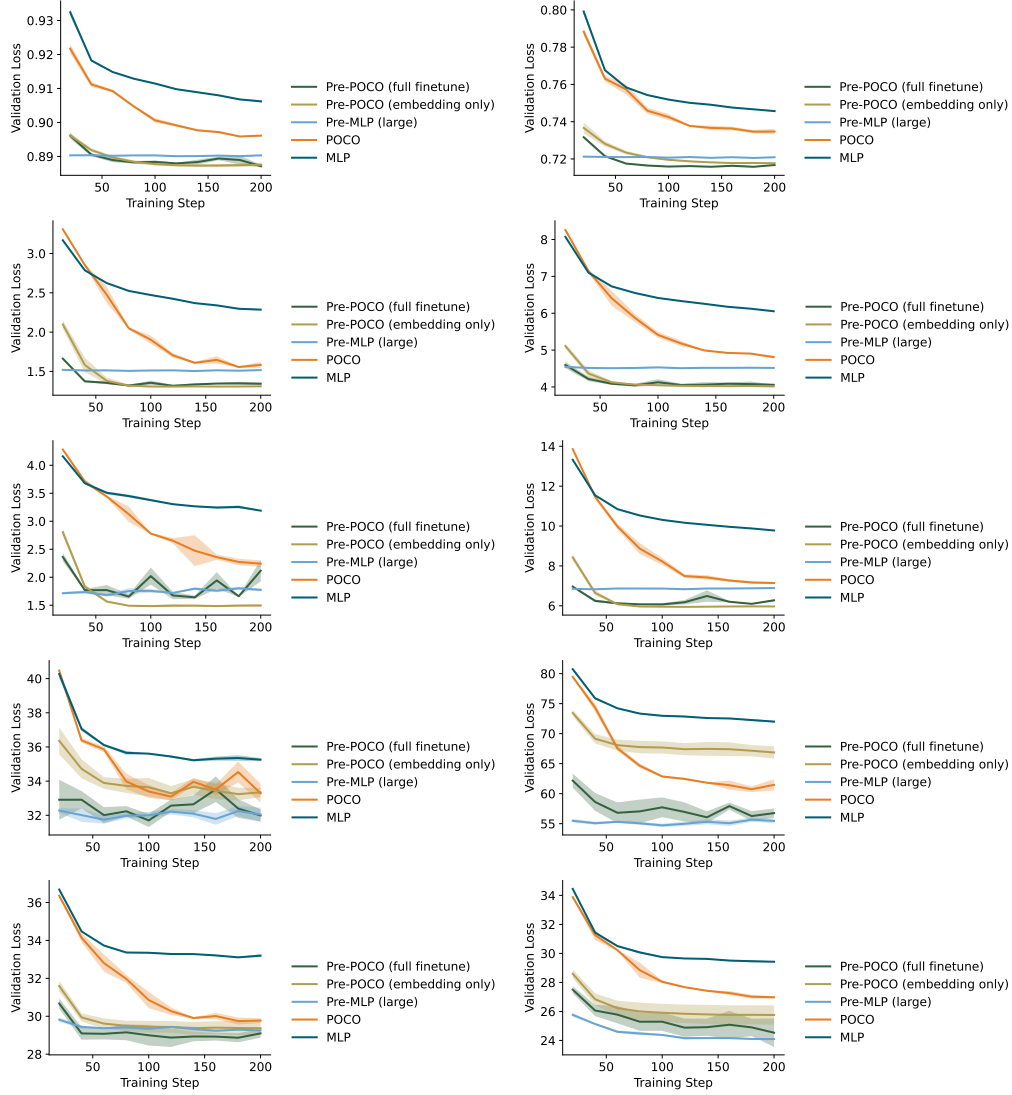 0.93
0.92
0.91
0.90
0.89
Validation Loss
50
100
150
200
Training Step
Pre-POCO (full finetune)
Pre-POCO (embedding only)
Pre-MLP (large)
POCO
MLP
0.80
0.78
0.76
0.74
0.72
Validation Loss
50
100
150
200
Training Step
Pre-POCO (full finetune)
Pre-POCO (embedding only)
Pre-MLP (large)
POCO
MLP
3.0
2.5
2.0
1.5
Validation Loss
50
100
150
200
Training Step
Pre-POCO (full finetune)
Pre-POCO (embedding only)
Pre-MLP (large)
POCO
MLP
8
7
6
5
4
Validation Loss
50
100
150
200
Training Step
Pre-POCO (full finetune)
Pre-POCO (embedding only)
Pre-MLP (large)
POCO
MLP
4.0
3.5
3.0
2.5
2.0
1.5
Validation Loss
50
100
150
200
Training Step
Pre-POCO (full finetune)
Pre-POCO (embedding only)
Pre-MLP (large)
POCO
MLP
14
12
10
8
6
Validation Loss
50
100
150
200
Training Step
Pre-POCO (full finetune)
Pre-POCO (embedding only)
Pre-MLP (large)
POCO
MLP
40
38
36
34
32
Validation Loss
50
100
150
200
Training Step
Pre-POCO (full finetune)
Pre-POCO (embedding only)
Pre-MLP (large)
POCO
MLP
80
75
70
65
60
55
Validation Loss
50
100
150
200
Training Step
Pre-POCO (full finetune)
Pre-POCO (embedding only)
Pre-MLP (large)
POCO
MLP
36
34
32
30
28
Validation Loss
50
100
150
200
Training Step
Pre-POCO (full finetune)
Pre-POCO (embedding only)
Pre-MLP (large)
POCO
MLP
34
32
30
28
26
24
Validation Loss
50
100
150
200
Training Step
Pre-POCO (full finetune)
Pre-POCO (embedding only)
Pre-MLP (large)
POCO
MLP